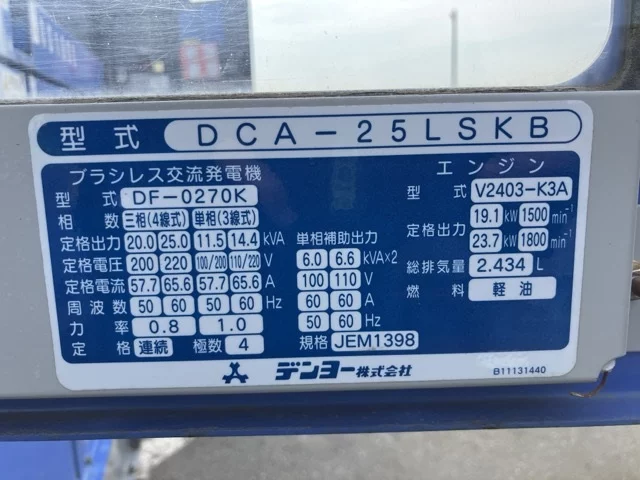 型式 DCA-25LSKB
ブラシレス交流発電機
型式 DF-0270K
相数 三相(4線式) 単相(3線式)
定格出力 20.0 25.0 11.5 14.4 kVA
定格電圧 200 220 100/200 110/220 V
定格電流 57.7 65.6 57.7 65.6 A
周波数 50 60 50 60 Hz
力率 0.8 1.0
定格 連続 極数 4
単相補助出力
6.0 6.6 kVA×2
100 110 V
60 60 A
50 60 Hz
規格 JEM1398
エンジン
型式 V2403-K3A
定格出力 19.1 kW 1500 min⁻¹
23.7 kW 1800 min⁻¹
総排気量 2.434 L
燃料 軽油
デンヨー株式会社
B11131440